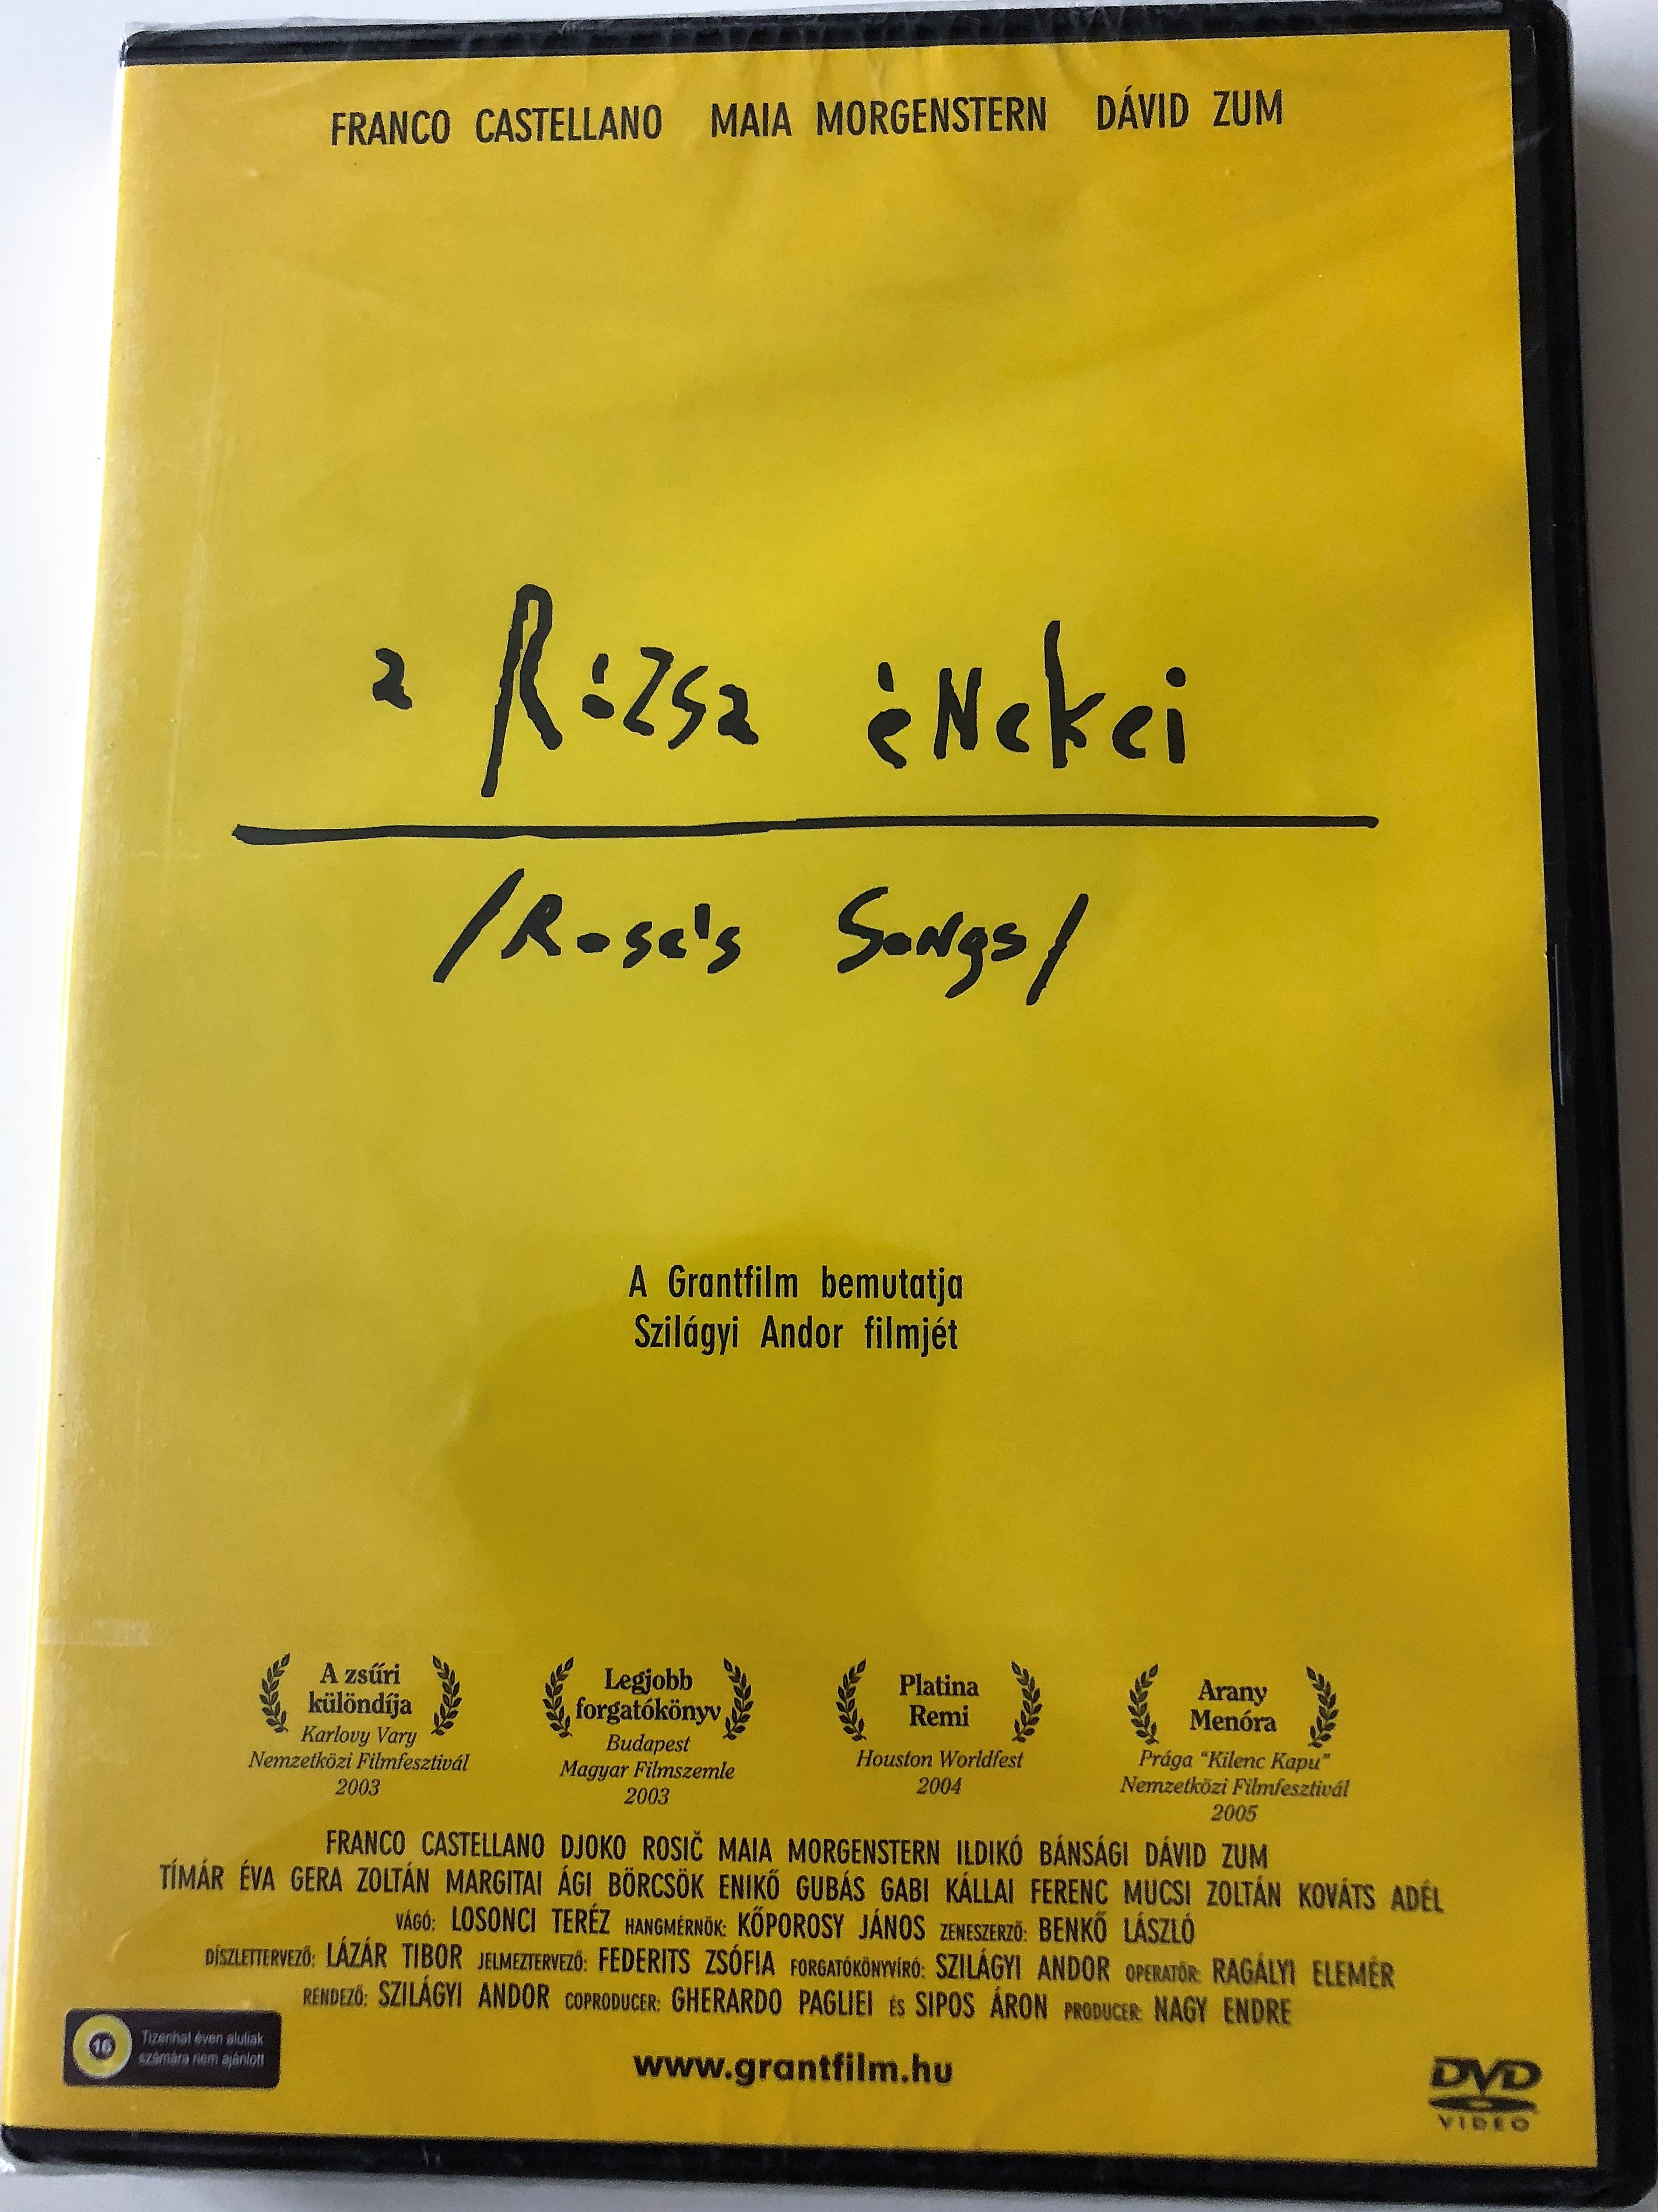 FRANCO CASTELLANO MAIA MORGENSTERN DÁVID ZUM
a Rózsa éNekei
/Rose's SoNgs/
A Grantfilm bemutatja
Szilágyi Andor filmjét
A zsűri
különdíja
Karlovy Vary
Nemzetközi Filmfesztivál
2003
Legjobb
forgatókönyv
Budapest
Magyar Filmszemle
2003
Platina
Remi
Houston Worldfest
2004
Arany
Menóra
Prága "Kilenc Kapu"
Nemzetközi Filmfesztivál
2005
FRANCO CASTELLANO DJOKO ROSIČ MAIA MORGENSTERN ILDIKÓ BÁNSÁGI DÁVID ZUM
TÍMÁR ÉVA GERA ZOLTÁN MARGITAI ÁGI BÖRCSÖK ENIKŐ GUBÁS GABI KÁLLAI FERENC MUCSI ZOLTÁN KOVÁTS ADÉL
VÁGÓ: LOSONCI TERÉZ HANGMÉRNÖK: KŐPOROSY JÁNOS ZENESZERZŐ: BENKŐ LÁSZLÓ
DÍSZLETTERVEZŐ: LÁZÁR TIBOR JELMEZTERVEZŐ: FEDERITS ZSÓFIA FORGATÓKÖNYVÍRÓ: SZILÁGYI ANDOR OPERATŐR: RAGÁLYI ELEMÉR
RENDEZŐ: SZILÁGYI ANDOR COPRODUCER: GHERARDO PAGLIEI ÉS SIPOS ÁRON PRODUCER: NAGY ENDRE
16
Tizenhat éven aluliak
számára nem ajánlott
www.grantfilm.hu
DVD
VIDEO